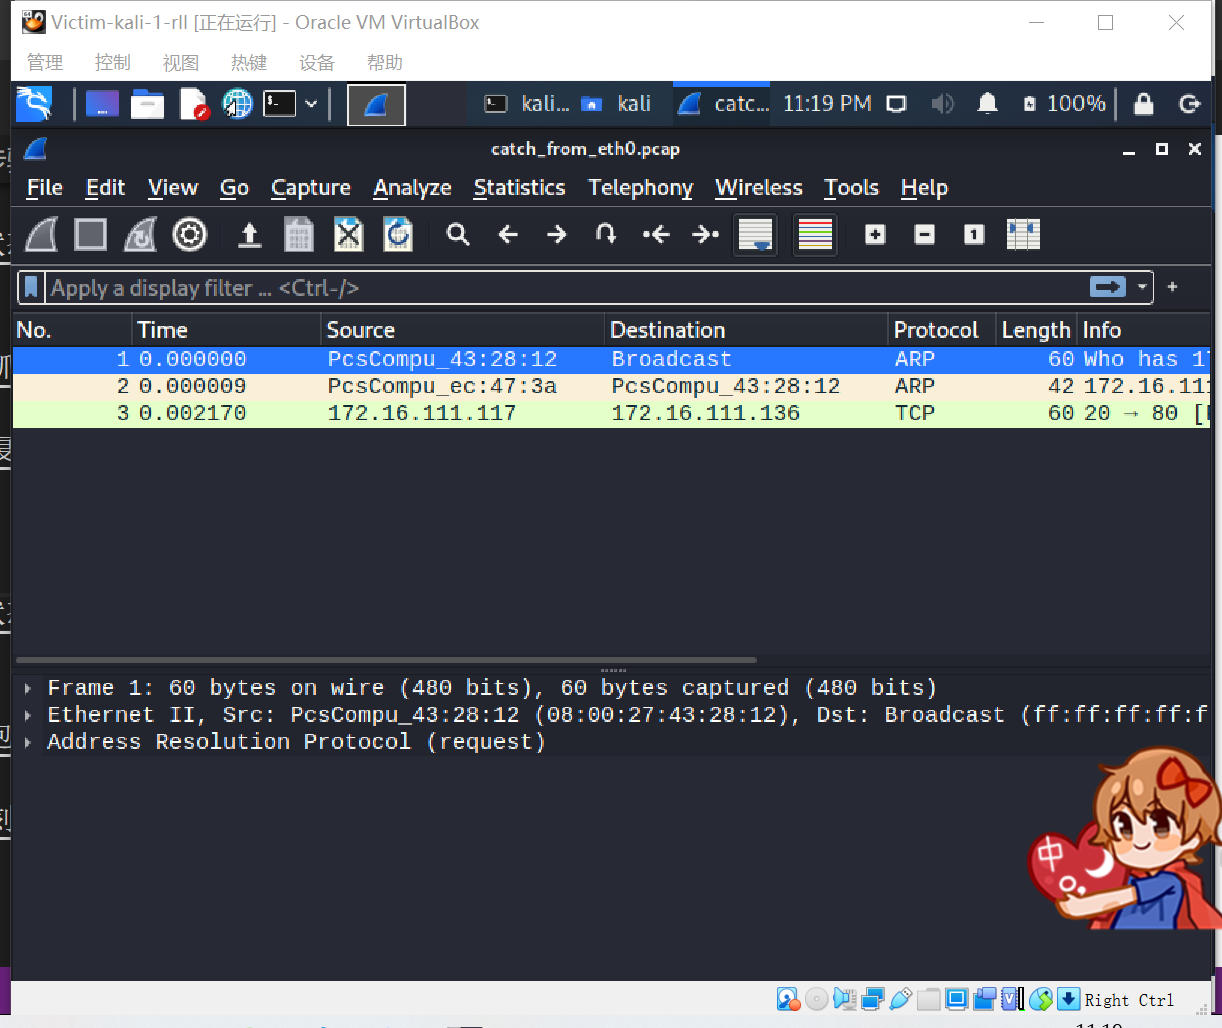 Victim-kali-1-rll [正在运行] - Oracle VM VirtualBox
管理 控制 视图 热键 设备 帮助
kali... kali catc... 11:19 PM 100%
catch_from_eth0.pcap
File Edit View Go Capture Analyze Statistics Telephony Wireless Tools Help
Apply a display filter ... <Ctrl-/>
No. Time Source Destination Protocol Length Info
1 0.000000 PcsCompu_43:28:12 Broadcast ARP 60 Who has
2 0.000009 PcsCompu_ec:47:3a PcsCompu_43:28:12 ARP 42 172.16.11
3 0.002170 172.16.111.117 172.16.111.136 TCP 60 20 → 80 [
Frame 1: 60 bytes on wire (480 bits), 60 bytes captured (480 bits)
Ethernet II, Src: PcsCompu_43:28:12 (08:00:27:43:28:12), Dst: Broadcast (ff:ff:ff:ff:f
Address Resolution Protocol (request)
中
Right Ctrl